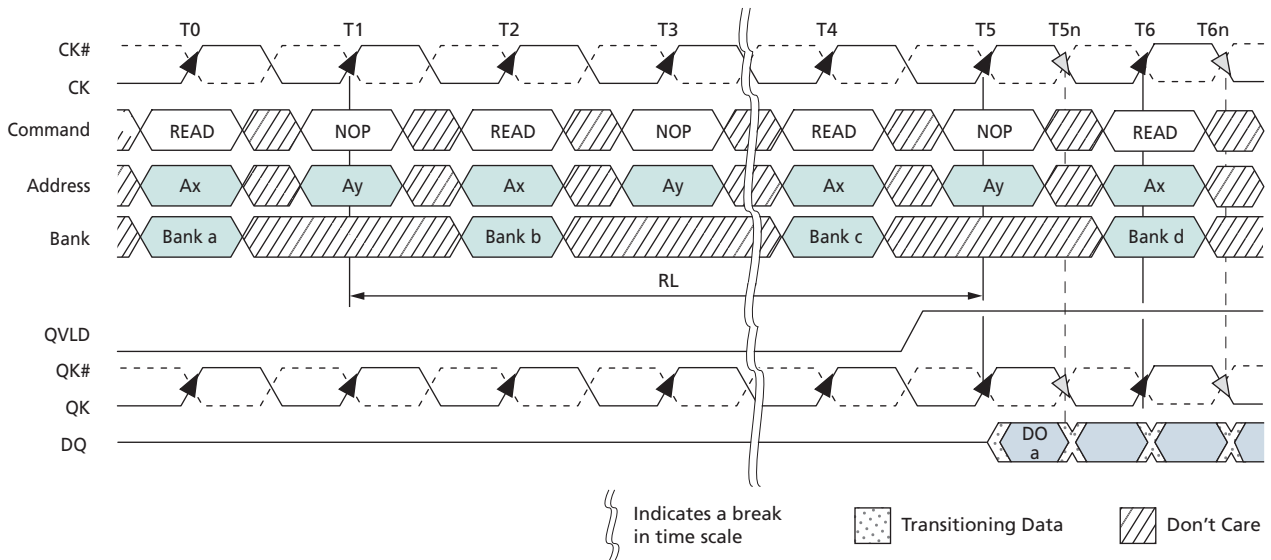 T0 T1 T2 T3 T4 T5 T5n T6 T6n
CK#
CK
Command READ NOP READ NOP READ NOP READ
Address Ax Ay Ax Ay Ax Ay Ax
Bank Bank a Bank b Bank c Bank d
RL
QVLD
QK#
QK
DQ DO
a
Indicates a break
in time scale
Transitioning Data
Don't Care